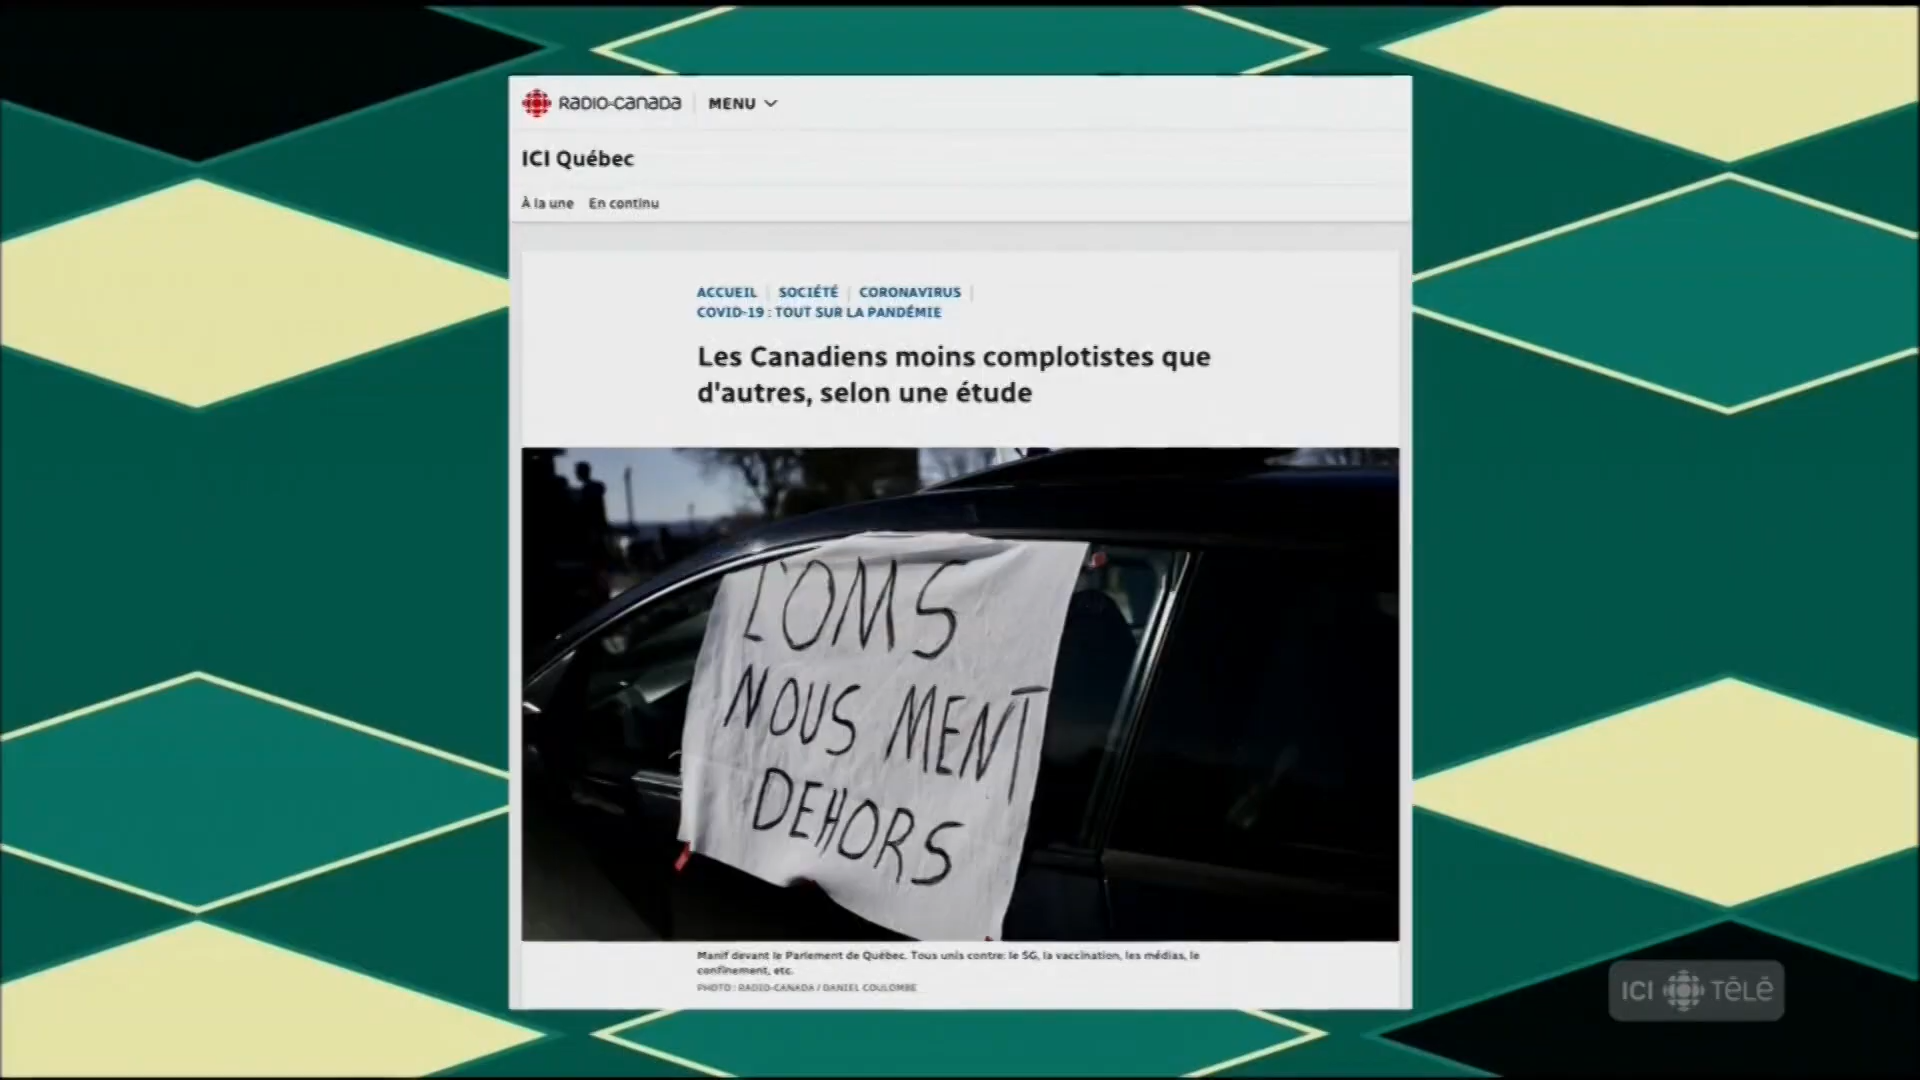 RADIO-CANADA MENU
ICI Québec
À la une En continu
ACCUEIL SOCIÉTÉ CORONAVIRUS
COVID-19 : TOUT SUR LA PANDÉMIE
Les Canadiens moins complotistes que
d'autres, selon une étude
L'OMS
NOUS MENT
DEHORS
Manif devant le Parlement de Québec. Tous unis contre: le 5G, la vaccination, les médias, le
confinement, etc.
PHOTO : RADIO-CANADA / DANIEL COULOMBE
ICI TÉLÉ